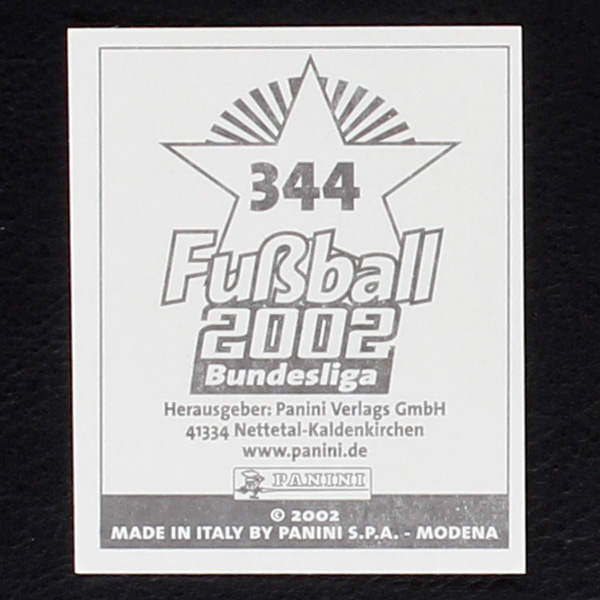 344
Fußball
2002
Bundesliga
Herausgeber: Panini Verlags GmbH
41334 Nettetal-Kaldenkirchen
www.panini.de
PANINI
© 2002
MADE IN ITALY BY PANINI S.P.A. - MODENA